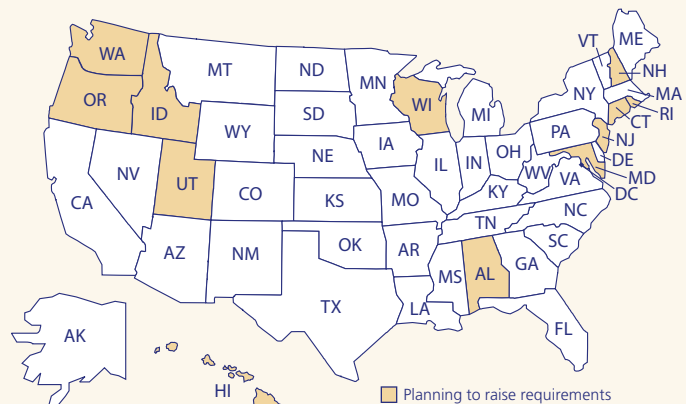 ME
VT
WA
MT
ND
MN
NH
OR
ID
WI
NY
MA
SD
MI
RI
WY
CT
PA
IA
NJ
NE
OH
DE
NV
UT
IL
IN
WV
MD
CO
VA
DC
CA
KS
MO
KY
NC
TN
OK
AZ
NM
AR
SC
MS
AL
GA
TX
LA
AK
FL
HI
Planning to raise requirements